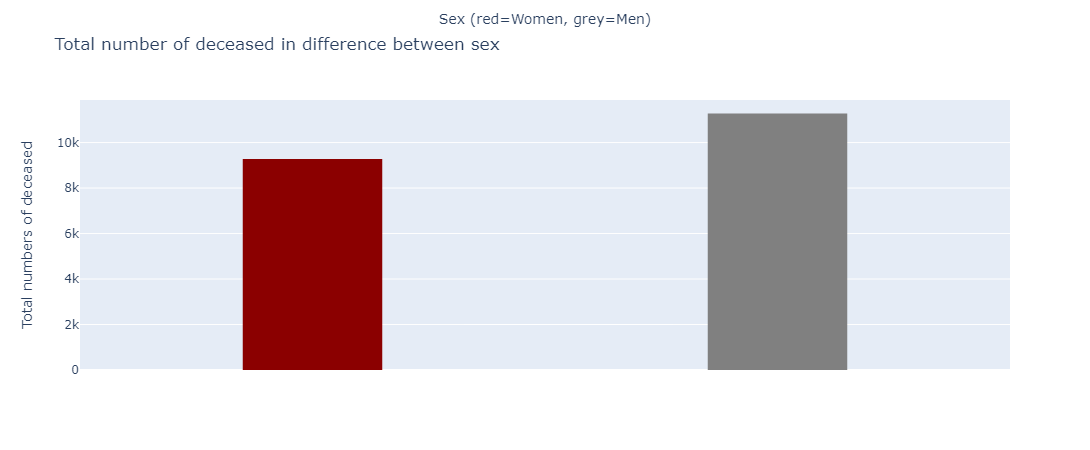 Sex (red=Women, grey=Men)
Total number of deceased in difference between sex
Total numbers of deceased
10k
8k
6k
4k
2k
0